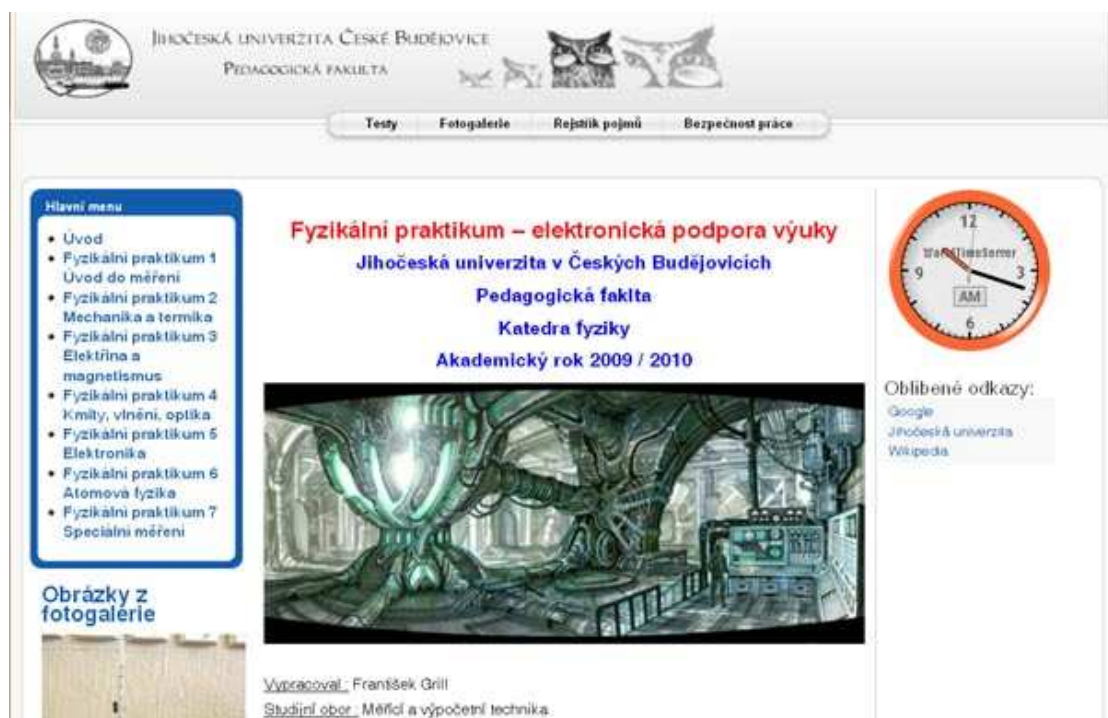 Jihočeská univerzita České Budějovice
Pedagogická fakulta
Testy Fotogalerie Rejstřík pojmů Bezpečnost práce
Hlavní menu
Úvod
Fyzikální praktikum 1
Úvod do měření
Fyzikální praktikum 2
Mechanika a termika
Fyzikální praktikum 3
Elektřina a
magnetismus
Fyzikální praktikum 4
Kmity, vlnění, optika
Fyzikální praktikum 5
Elektronika
Fyzikální praktikum 6
Atomová fyzika
Fyzikální praktikum 7
Speciální měření
Obrázky z
fotogalerie
Fyzikální praktikum – elektronická podpora výuky
Jihočeská univerzita v Českých Budějovicích
Pedagogická faklta
Katedra fyziky
Akademický rok 2009 / 2010
Vypracoval : František Grill
Studijní obor : Měřící a výpočetní technika
12
WorldTimeServer
9 3
AM
6
Oblíbené odkazy:
Google
Jihočeská univerzita
Wikipedia